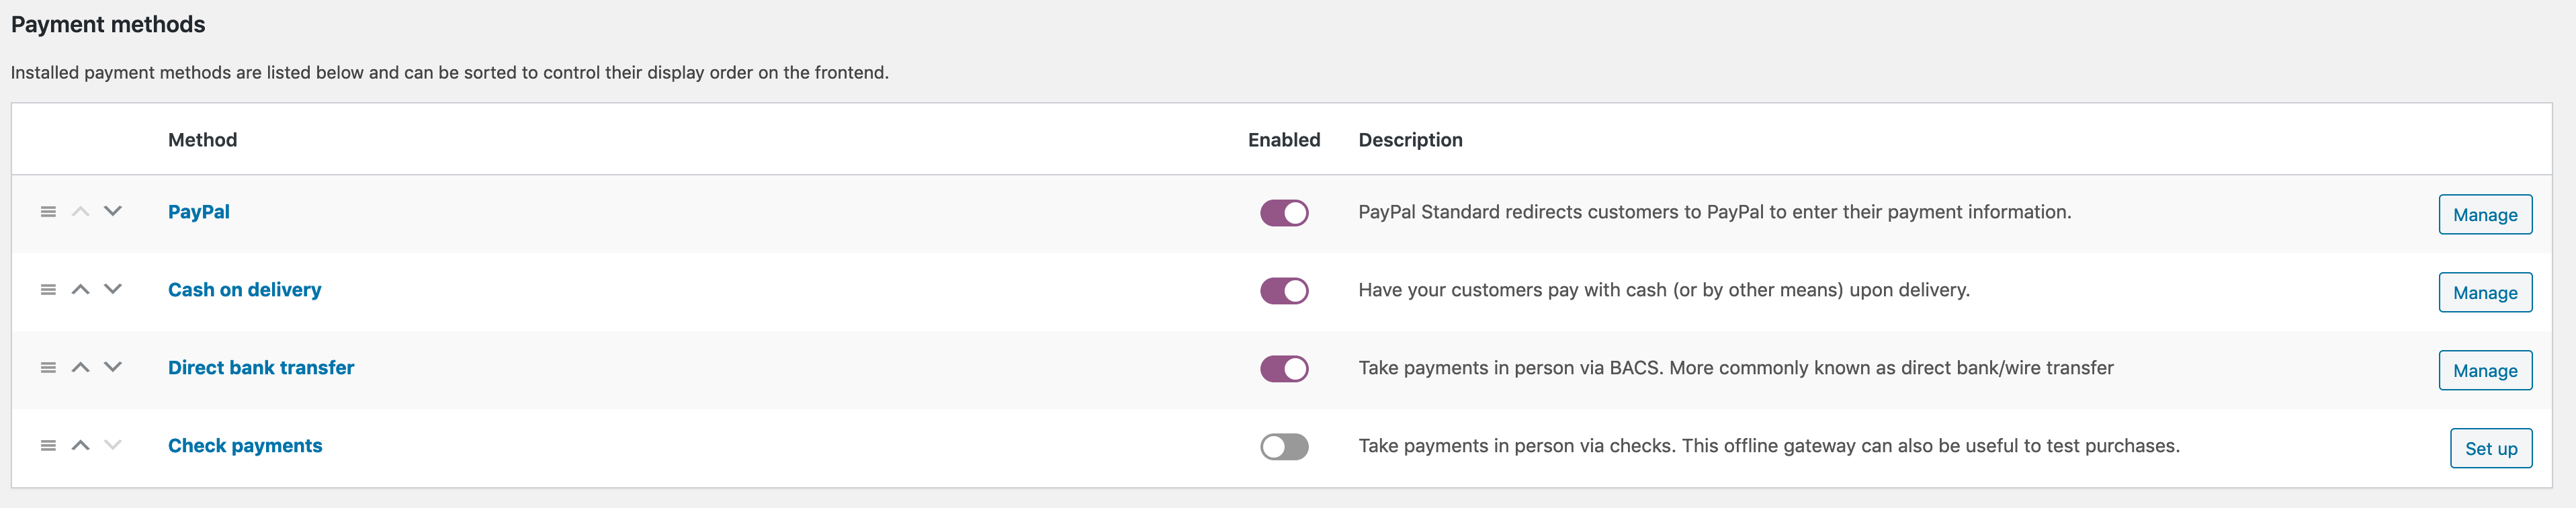 Payment methods
Installed payment methods are listed below and can be sorted to control their display order on the frontend.
Method Enabled Description
PayPal PayPal Standard redirects customers to PayPal to enter their payment information. Manage
Cash on delivery Have your customers pay with cash (or by other means) upon delivery. Manage
Direct bank transfer Take payments in person via BACS. More commonly known as direct bank/wire transfer Manage
Check payments Take payments in person via checks. This offline gateway can also be useful to test purchases. Set up